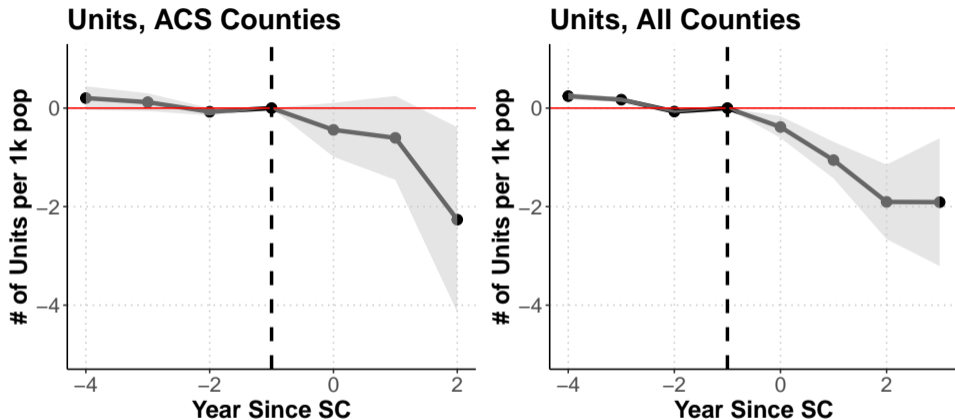 Units, ACS Counties
# of Units per 1k pop
0
−2
−4
−4 −2 0 2
Year Since SC
Units, All Counties
# of Units per 1k pop
0
−2
−4
−4 −2 0 2
Year Since SC